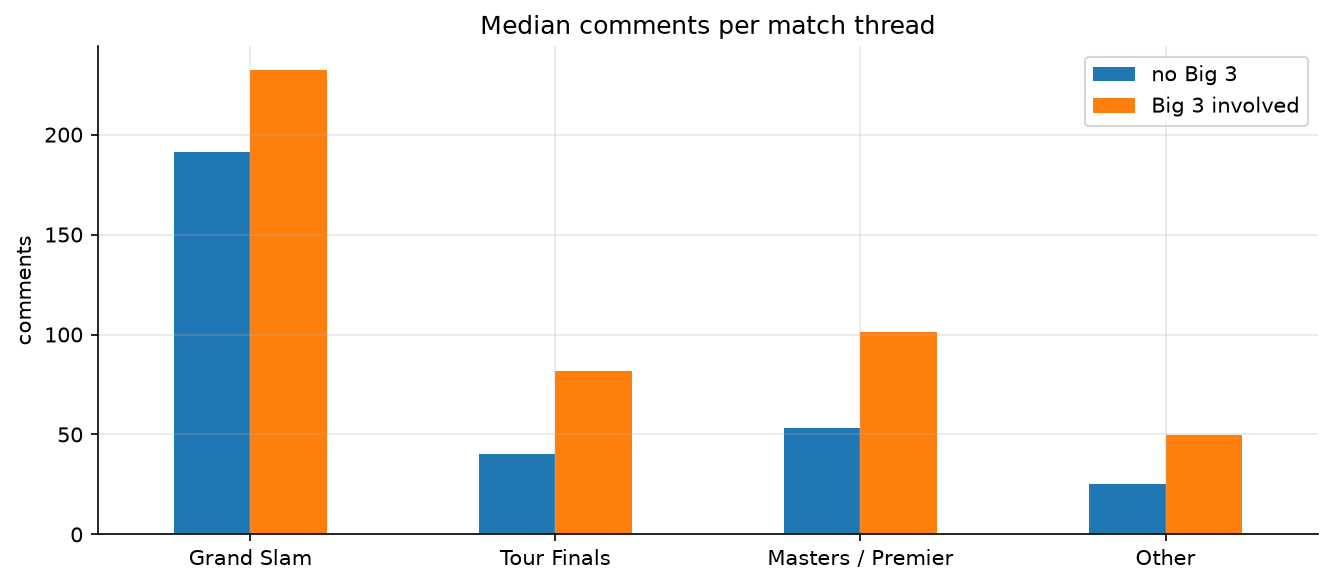 Median comments per match thread
no Big 3
Big 3 involved
comments
200
150
100
50
0
Grand Slam
Tour Finals
Masters / Premier
Other